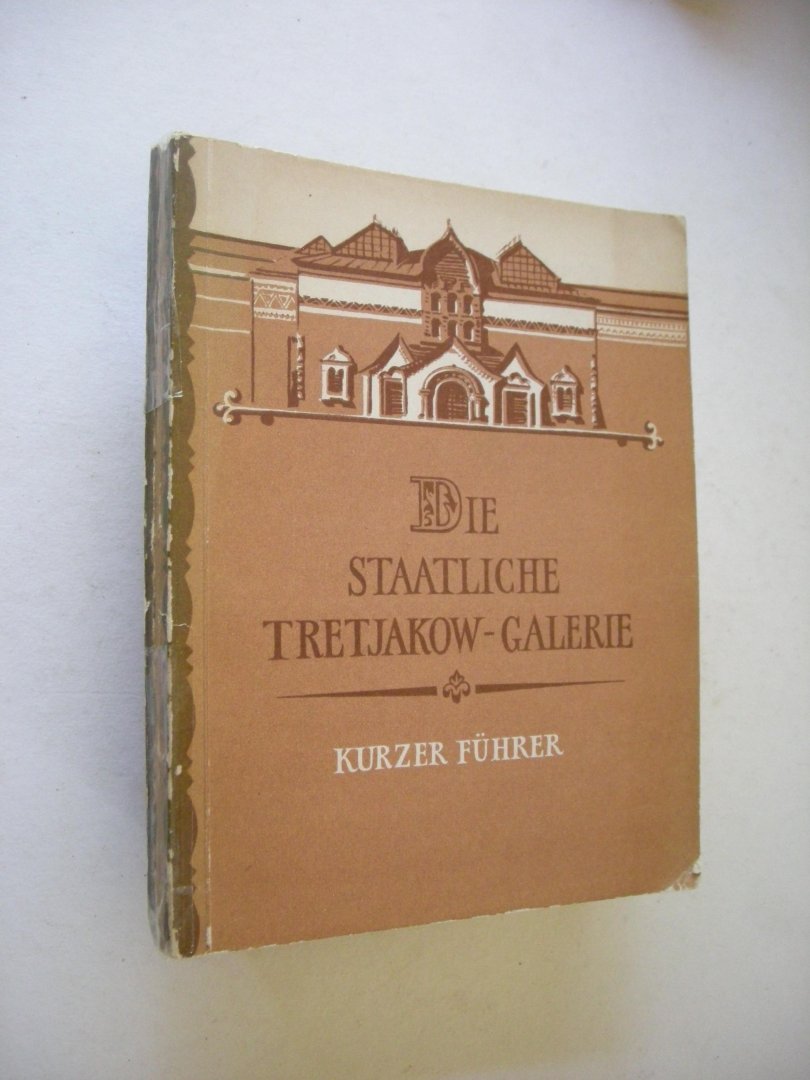 DIE
STAATLICHE
TRETJAKOW-GALERIE
KURZER FÜHRER